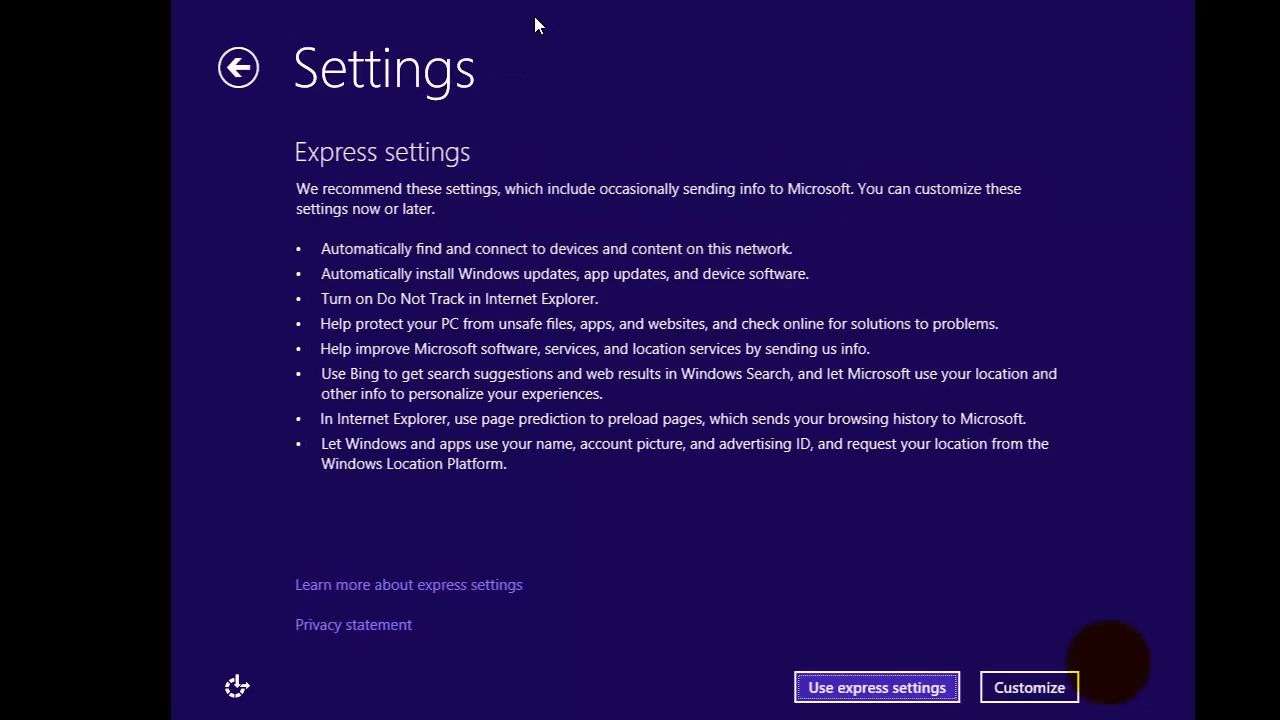 Settings
Express settings
We recommend these settings, which include occasionally sending info to Microsoft. You can customize these
settings now or later.
• Automatically find and connect to devices and content on this network.
• Automatically install Windows updates, app updates, and device software.
• Turn on Do Not Track in Internet Explorer.
• Help protect your PC from unsafe files, apps, and websites, and check online for solutions to problems.
• Help improve Microsoft software, services, and location services by sending us info.
• Use Bing to get search suggestions and web results in Windows Search, and let Microsoft use your location and
other info to personalize your experiences.
• In Internet Explorer, use page prediction to preload pages, which sends your browsing history to Microsoft.
• Let Windows and apps use your name, account picture, and advertising ID, and request your location from the
Windows Location Platform.
Learn more about express settings
Privacy statement
Use express settings
Customize